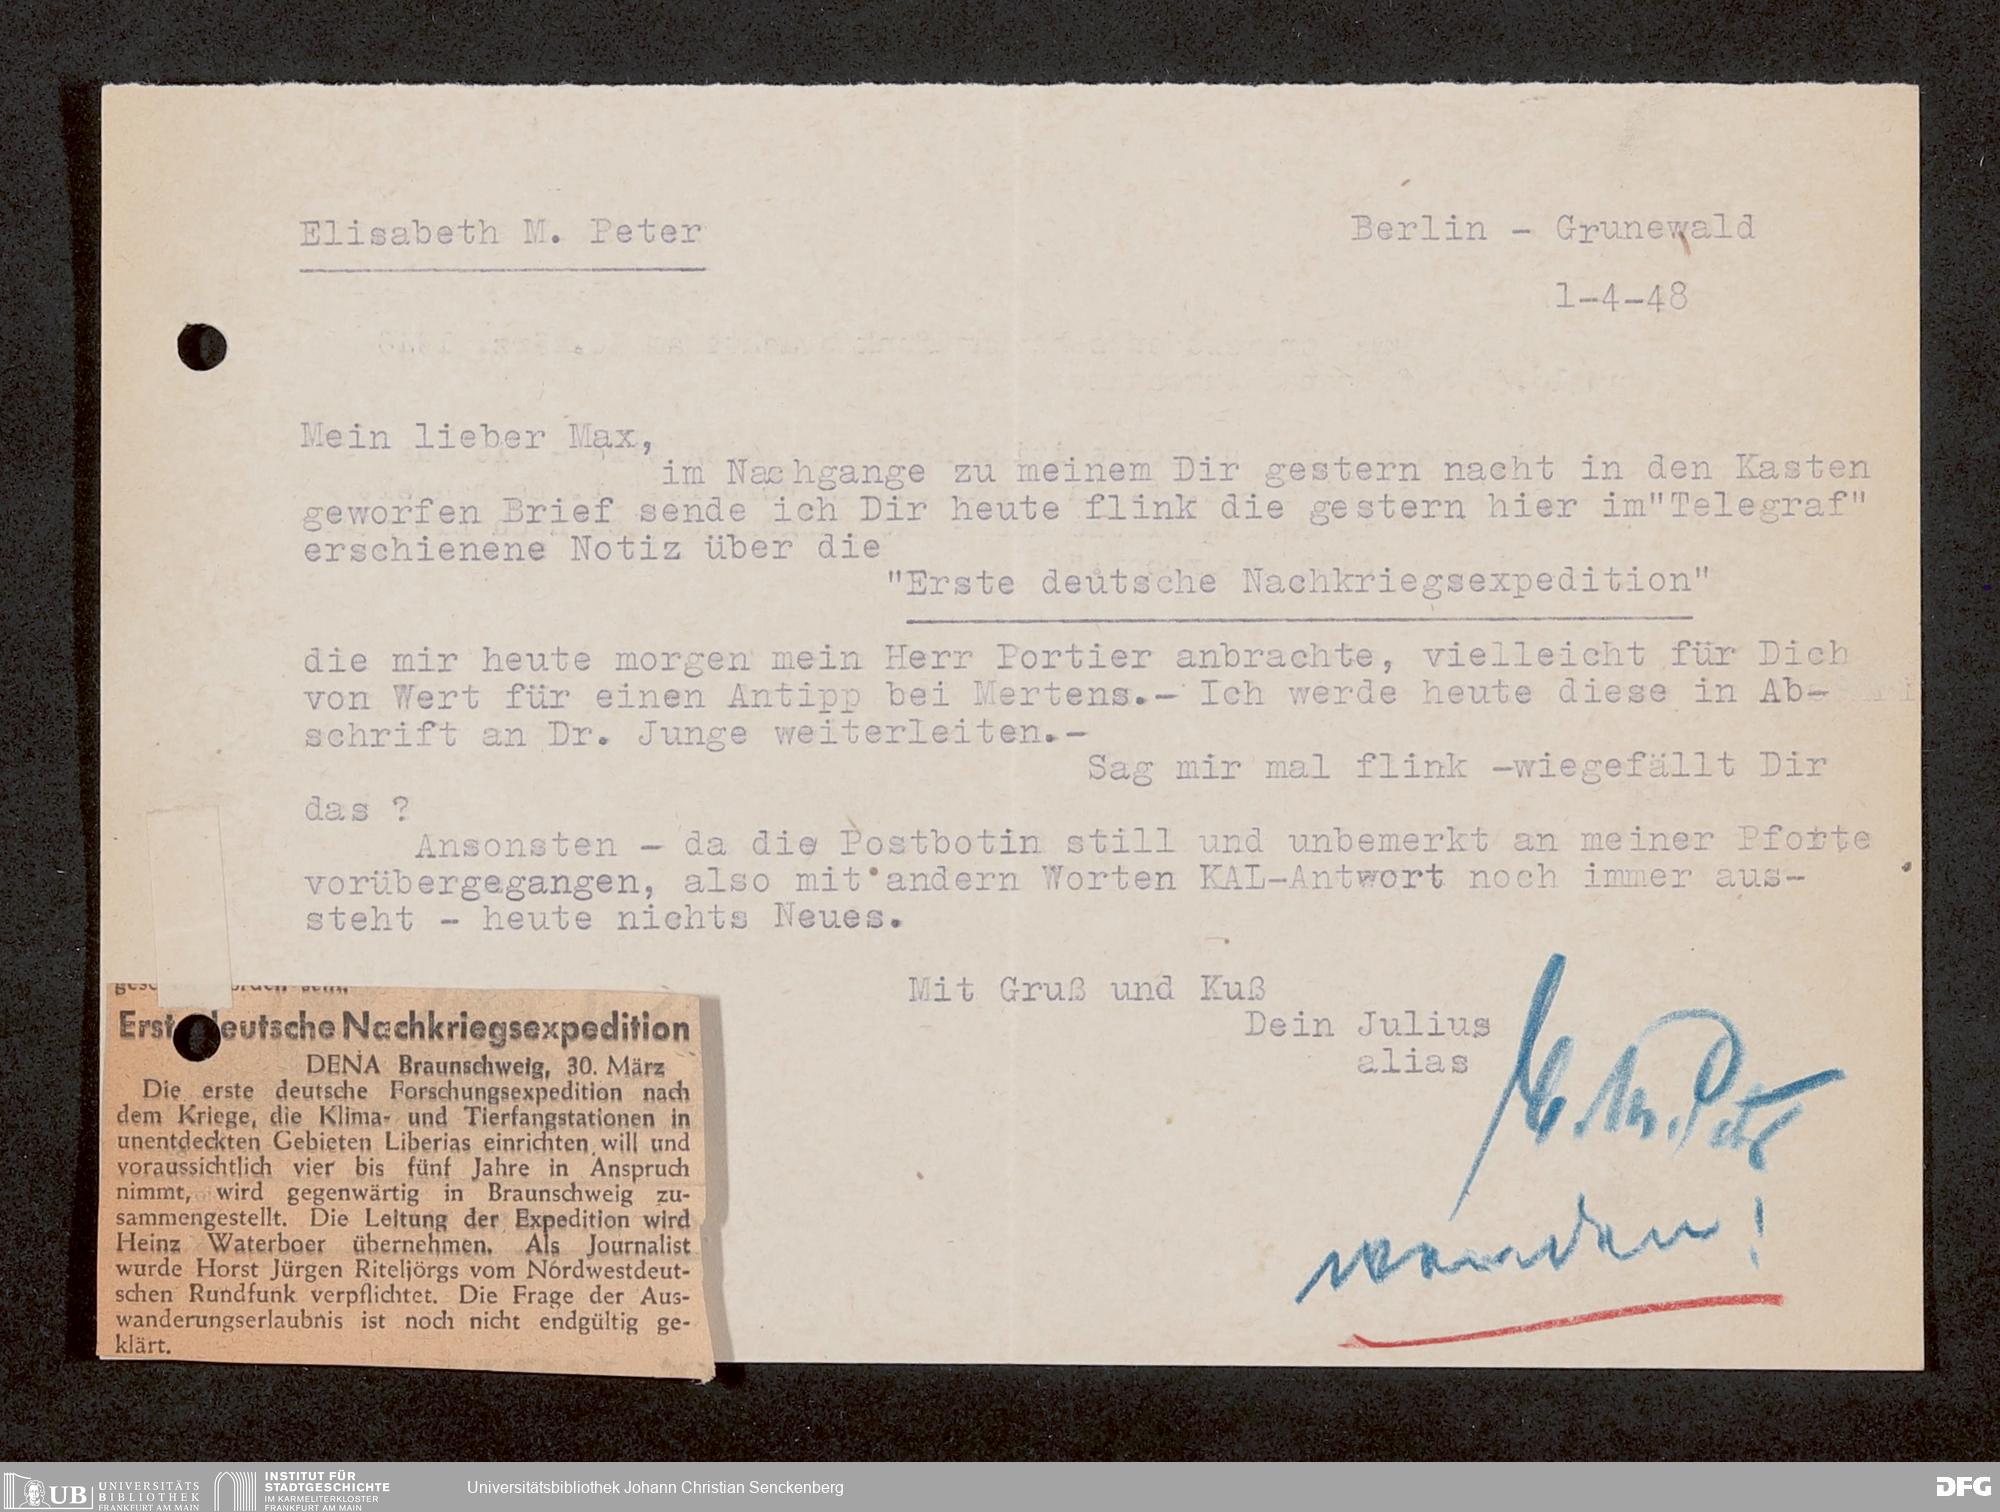 Elisabeth M. Peter
Berlin - Grunewald
1-4-48
Mein lieber Max,
im Nachgange zu meinem Dir gestern nacht in den Kasten
geworfen Brief sende ich Dir heute flink die gestern hier im"Telegraf"
erschienene Notiz über die
"Erste deutsche Nachkriegsexpedition"
die mir heute morgen mein Herr Portier anbrachte, vielleicht für Dich
von Wert für einen Antipp bei Mertens.- Ich werde heute diese in Ab-
schrift an Dr. Junge weiterleiten.-
Sag mir mal flink -wiegefällt Dir
das ?
Ansonsten - da die Postbotin still und unbemerkt an meiner Pforte
vorübergegangen, also mit andern Worten KAL-Antwort noch immer aus-
steht - heute nichts Neues.
Mit Gruß und Kuß
Dein Julius
alias
E. M. Peter
wenden!
Erste deutsche Nachkriegsexpedition
DENA Braunschweig, 30. März
Die erste deutsche Forschungsexpedition nach
dem Kriege, die Klima- und Tierfangstationen in
unentdeckten Gebieten Liberias einrichten will und
voraussichtlich vier bis fünf Jahre in Anspruch
nimmt, wird gegenwärtig in Braunschweig zu-
sammengestellt. Die Leitung der Expedition wird
Heinz Waterboer übernehmen. Als Journalist
wurde Horst Jürgen Riteljörgs vom Nordwestdeut-
schen Rundfunk verpflichtet. Die Frage der Aus-
wanderungserlaubnis ist noch nicht endgültig ge-
klärt.
UB UNIVERSITÄTS
BIBLIOTHEK
FRANKFURT AM MAIN
INSTITUT FÜR
STADTGESCHICHTE
IM KARMELITERKLOSTER
FRANKFURT AM MAIN
Universitätsbibliothek Johann Christian Senckenberg
DFG